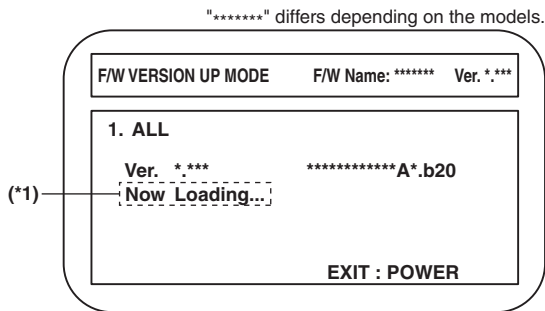 "*******" differs depending on the models.
F/W VERSION UP MODE F/W Name: ******* Ver. *.***
1. ALL
Ver. *.*** ************A*.b20
(*1) Now Loading...
EXIT : POWER